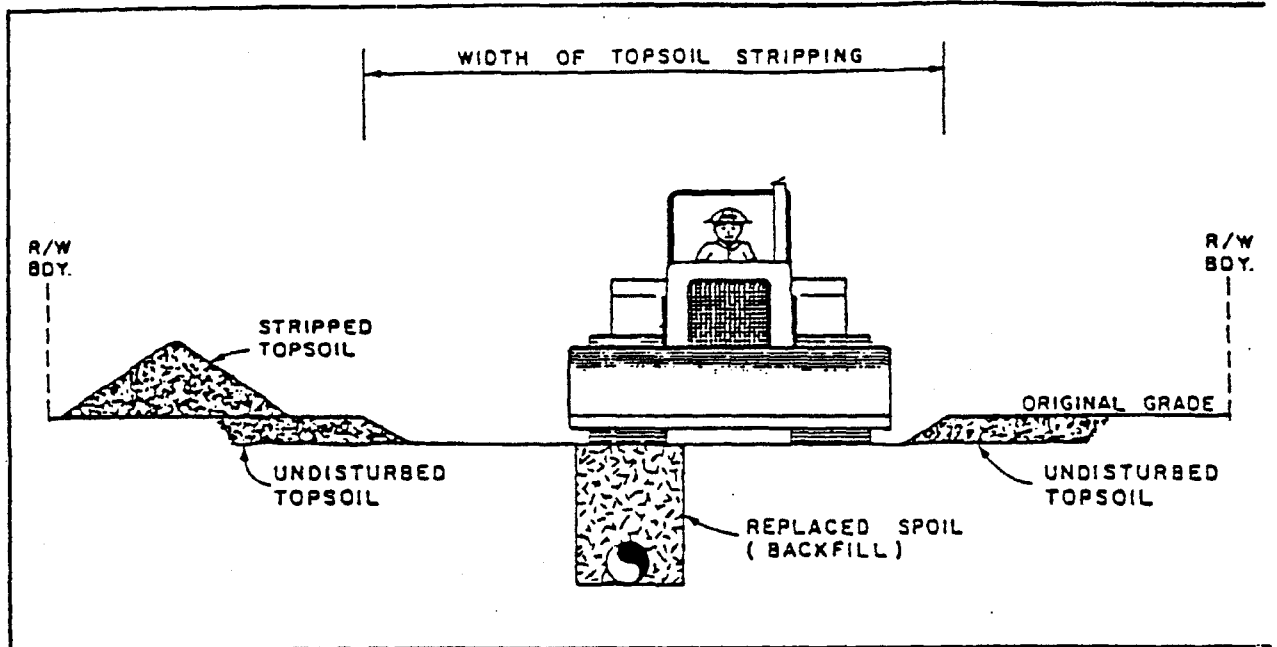 WIDTH OF TOPSOIL STRIPPING
R/W
BDY.
R/W
BDY.
STRIPPED
TOPSOIL
ORIGINAL GRADE
UNDISTURBED
TOPSOIL
UNDISTURBED
TOPSOIL
REPLACED SPOIL
(BACKFILL)